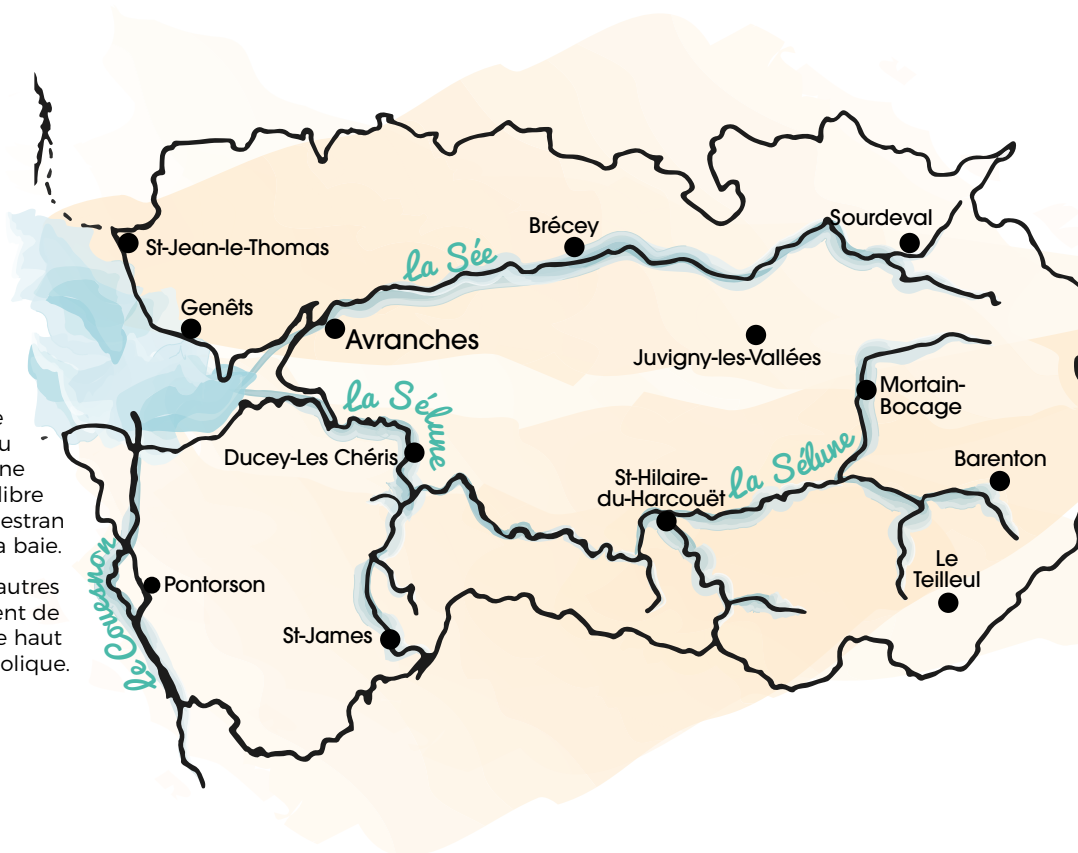 Sourdeval
Brécey
St-Jean-le-Thomas
la Sée
Genêts
Avranches
Juvigny-les-Vallées
Mortain-
Bocage
la Sélune
Ducey-Les Chéris
la Sélune
Barenton
St-Hilaire-
du-Harcouët
Le
Teilleul
Pontorson
le Couesnon
St-James
ne
libre
estran
a baie.
autres
ent de
e haut
olique.